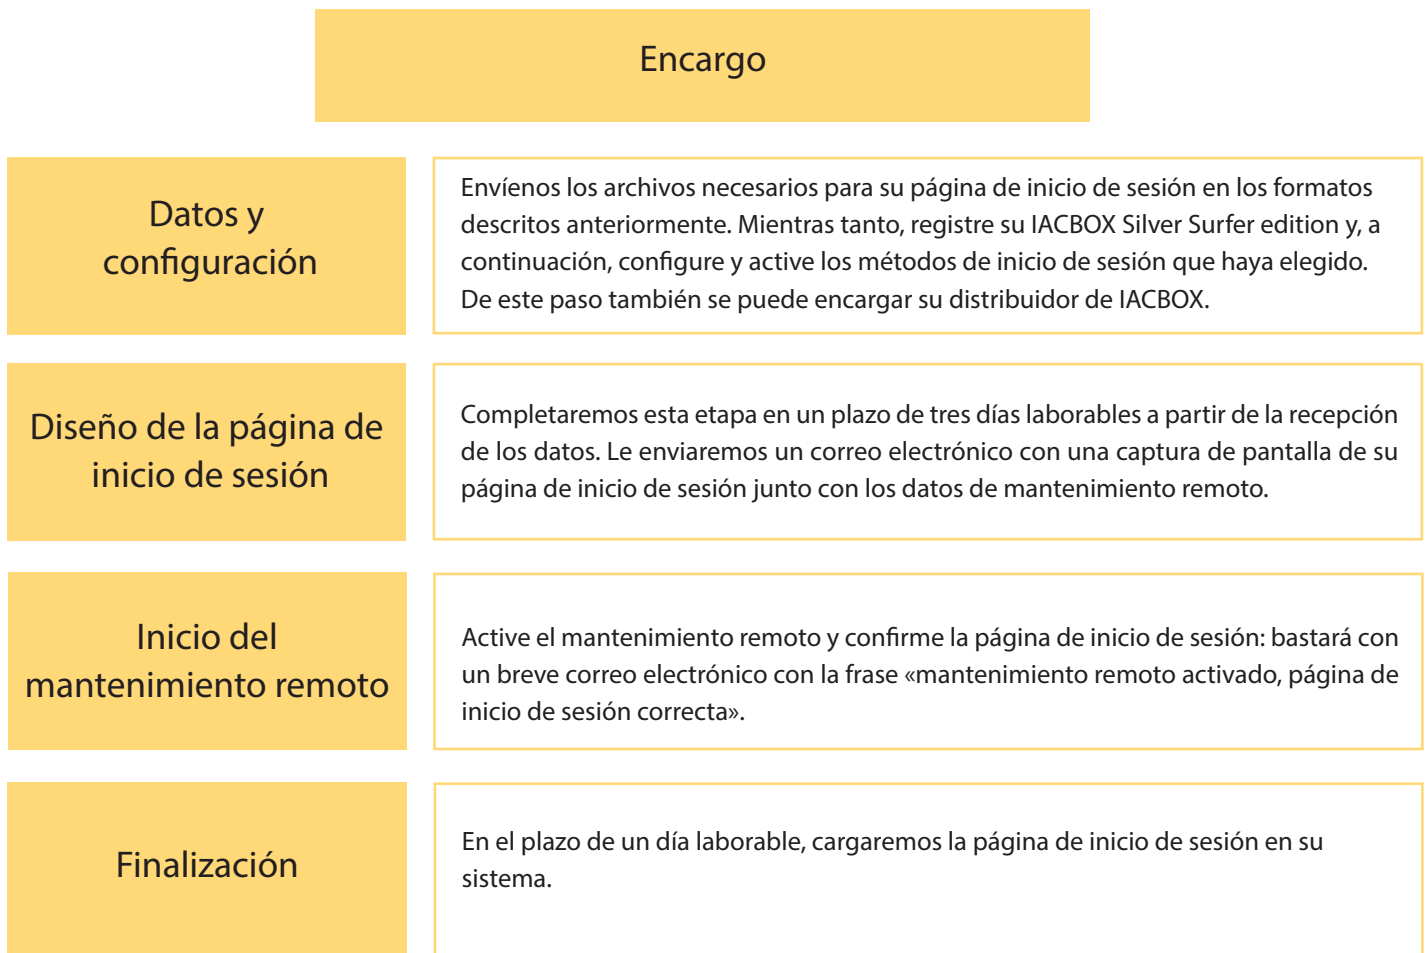 Encargo
Datos y
configuración
Envíenos los archivos necesarios para su página de inicio de sesión en los formatos
descritos anteriormente. Mientras tanto, registre su IACBOX Silver Surfer edition y, a
continuación, configure y active los métodos de inicio de sesión que haya elegido.
De este paso también se puede encargar su distribuidor de IACBOX.
Diseño de la página de
inicio de sesión
Completaremos esta etapa en un plazo de tres días laborables a partir de la recepción
de los datos. Le enviaremos un correo electrónico con una captura de pantalla de su
página de inicio de sesión junto con los datos de mantenimiento remoto.
Inicio del
mantenimiento remoto
Active el mantenimiento remoto y confirme la página de inicio de sesión: bastará con
un breve correo electrónico con la frase «mantenimiento remoto activado, página de
inicio de sesión correcta».
Finalización
En el plazo de un día laborable, cargaremos la página de inicio de sesión en su
sistema.